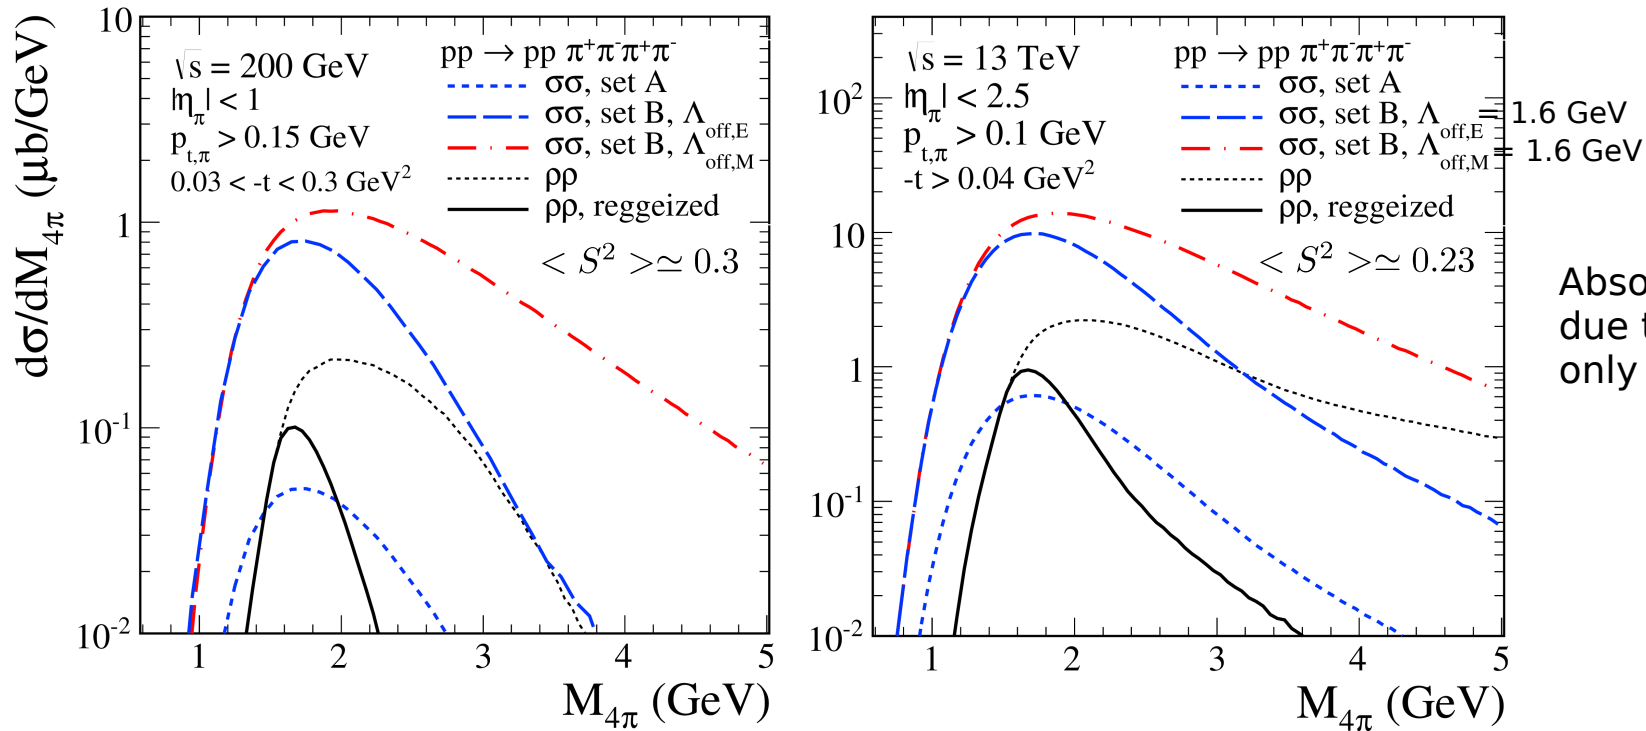 dσ/dM4π (μb/GeV)
10
1
10-1
10-2
√s = 200 GeV
|ηπ| < 1
pt,π > 0.15 GeV
0.03 < -t < 0.3 GeV2
pp → pp π+π-π+π-
σσ, set A
σσ, set B, Λoff,E
σσ, set B, Λoff,M
ρρ
ρρ, reggeized
< S2 >≃ 0.3
1 2 3 4 5
M4π (GeV)
102
10
1
10-1
10-2
√s = 13 TeV
|ηπ| < 2.5
pt,π > 0.1 GeV
-t > 0.04 GeV2
pp → pp π+π-π+π-
σσ, set A
σσ, set B, Λoff,E = 1.6 GeV
σσ, set B, Λoff,M = 1.6 GeV
ρρ
ρρ, reggeized
< S2 >≃ 0.23
1 2 3 4 5
M4π (GeV)
due
only